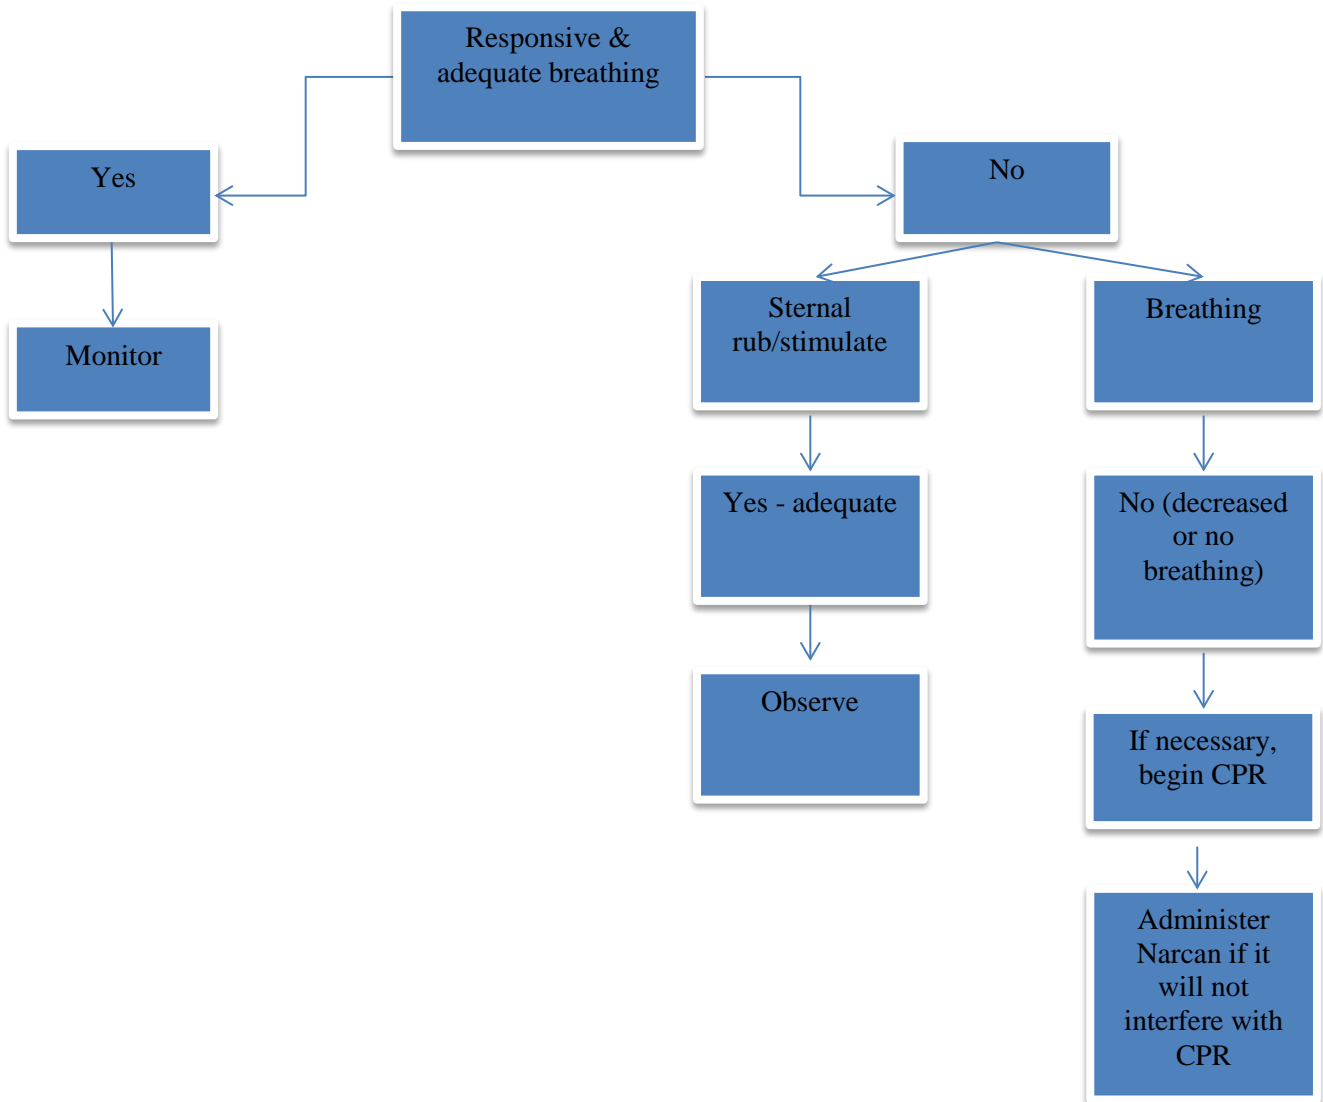 Responsive &
adequate breathing
Yes
No
Monitor
Sternal
rub/stimulate
Breathing
Yes - adequate
No (decreased
or no
breathing)
Observe
If necessary,
begin CPR
Administer
Narcan if it
will not
interfere with
CPR